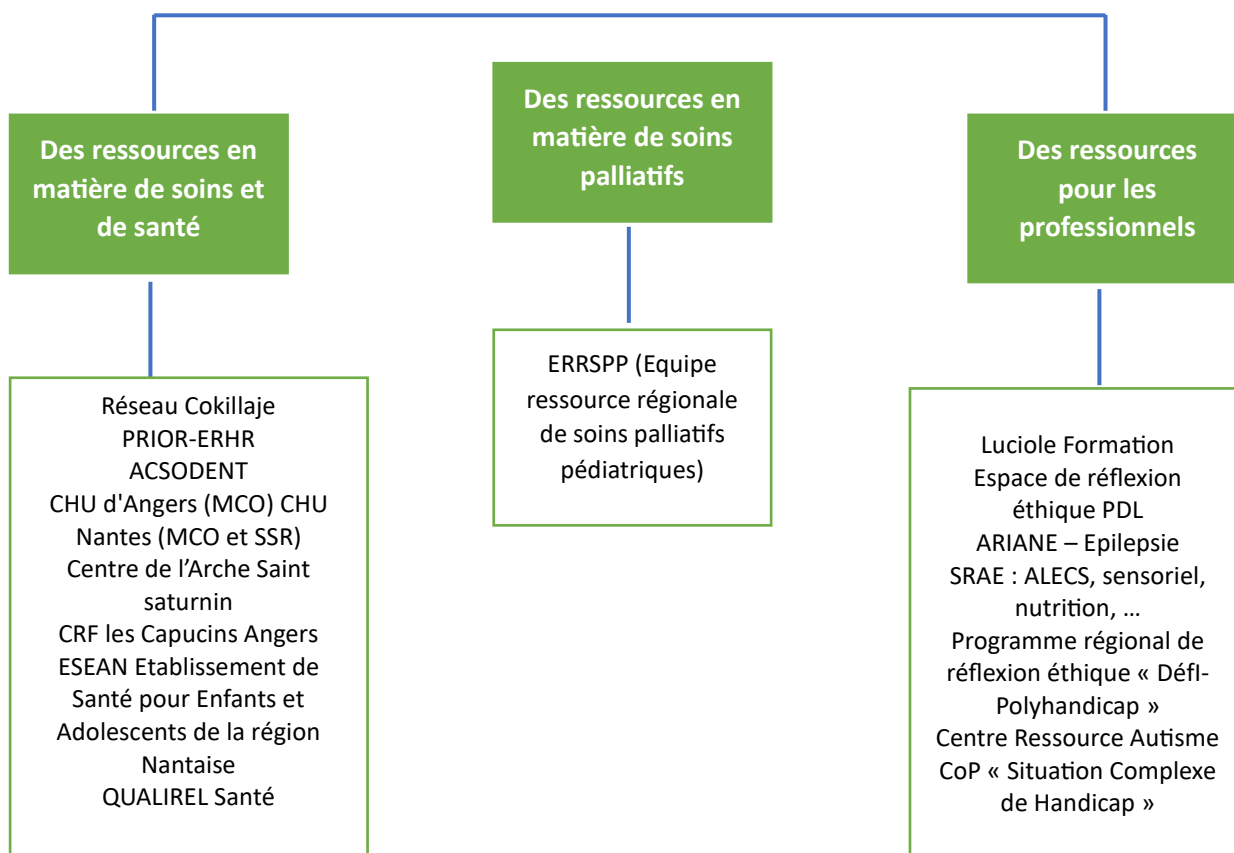 Des ressources en
matière de soins et
de santé
Réseau Cokillaje
PRIOR-ERHR
ACSODENT
CHU d'Angers (MCO) CHU
Nantes (MCO et SSR)
Centre de l’Arche Saint
saturnin
CRF les Capucins Angers
ESEAN Etablissement de
Santé pour Enfants et
Adolescents de la région
Nantaise
QUALIREL Santé
Des ressources en
matière de soins
palliatifs
ERRSPP (Equipe
ressource régionale
de soins palliatifs
pédiatriques)
Des ressources
pour les
professionnels
Luciole Formation
Espace de réflexion
éthique PDL
ARIANE – Epilepsie
SRAE : ALECS, sensoriel,
nutrition, …
Programme régional de
réflexion éthique « DéfI-
Polyhandicap »
Centre Ressource Autisme
CoP « Situation Complexe
de Handicap »